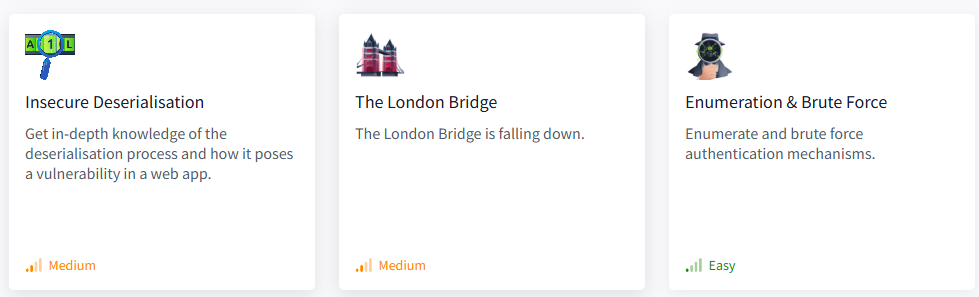 A 1 L
Insecure Deserialisation
Get in-depth knowledge of the
deserialisation process and how it poses
a vulnerability in a web app.
Medium
The London Bridge
The London Bridge is falling down.
Medium
Enumeration & Brute Force
Enumerate and brute force
authentication mechanisms.
Easy